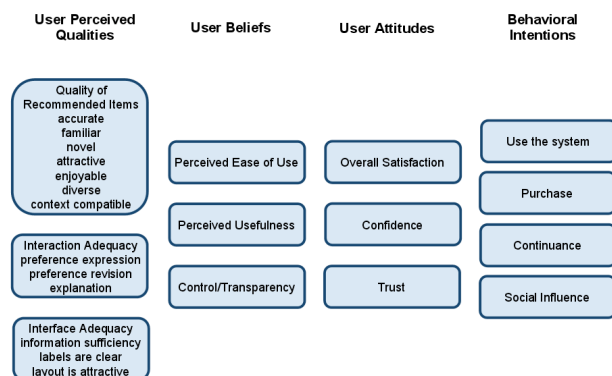 User Perceived
Qualities
User Beliefs
User Attitudes
Behavioral
Intentions
Quality of
Recommended Items
accurate
familiar
novel
attractive
enjoyable
diverse
context compatible
Interaction Adequacy
preference expression
preference revision
explanation
Interface Adequacy
information sufficiency
labels are clear
layout is attractive
Perceived Ease of Use
Perceived Usefulness
Control/Transparency
Overall Satisfaction
Confidence
Trust
Use the system
Purchase
Continuance
Social Influence